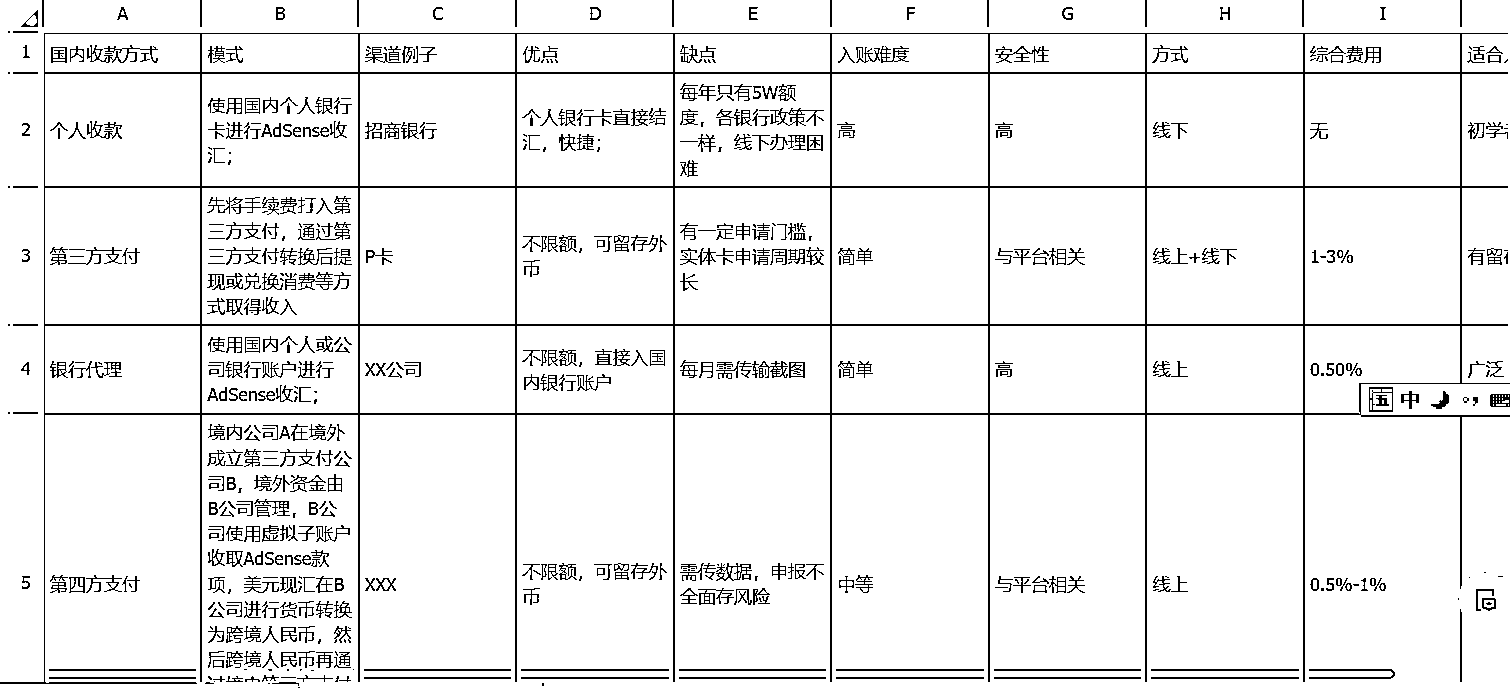 A B C D E F G H I
1 国内收款方式 模式 渠道例子 优点 缺点 入账难度 安全性 方式 综合费用 适合
2 个人收款
使用国内个人银行
卡进行AdSense收
汇；
招商银行
个人银行卡直接结
汇，快捷；
每年只有5W额
度，各银行政策不
一样，线下办理困
难
高
高
线下
无
初学
3 第三方支付
先将手续费打入第
三方支付，通过第
三方支付转换后提
现或兑换消费等方
式取得收入
P卡
不限额，可留存外
币
有一定申请门槛，
实体卡申请周期较
长
简单
与平台相关
线上+线下
1-3%
有留
4 银行代理
使用国内个人或公
司银行账户进行
AdSense收汇；
XX公司
不限额，直接入国
内银行账户
每月需传输截图
简单
高
线上
0.50%
广泛
五 中
5 第四方支付
境内公司A在境外
成立第三方支付公
司B，境外资金由
B公司管理，B公
司使用虚拟子账户
收取AdSense款
项，美元现汇在B
公司进行货币转换
为跨境人民币，然
后跨境人民币再通
XXX
不限额，可留存外
币
需传数据，申报不
全面存风险
中等
与平台相关
线上
0.5%-1%